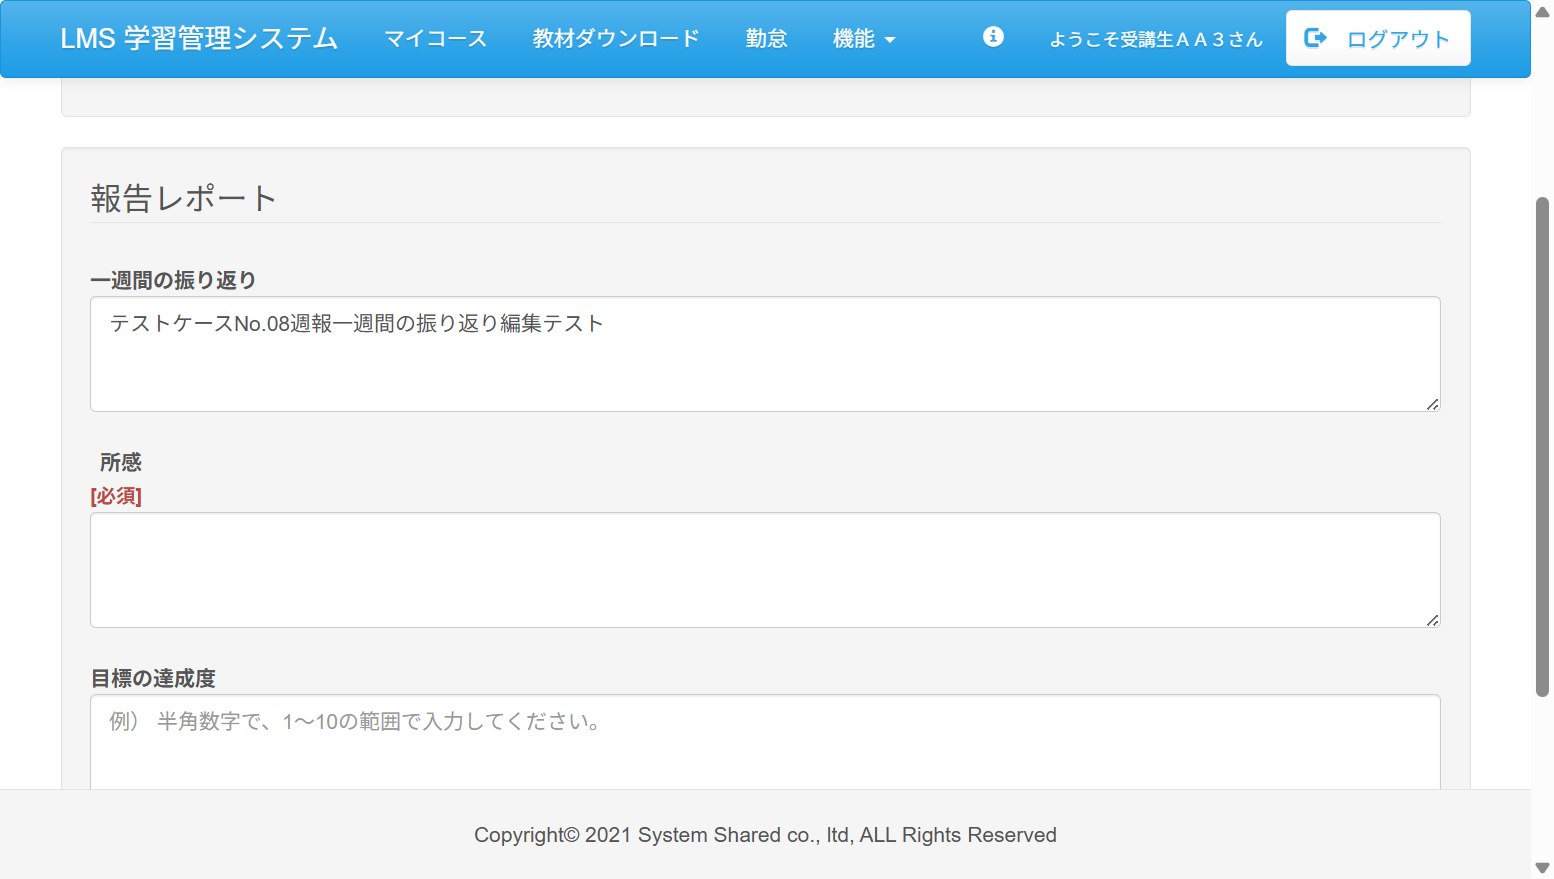 LMS 学習管理システム マイコース 教材ダウンロード 勤怠 機能 ようこそ受講生ＡＡ３さん ログアウト
報告レポート
一週間の振り返り
テストケースNo.08週報一週間の振り返り編集テスト
所感
[必須]
目標の達成度
例） 半角数字で、1〜10の範囲で入力してください。
Copyright© 2021 System Shared co., ltd, ALL Rights Reserved